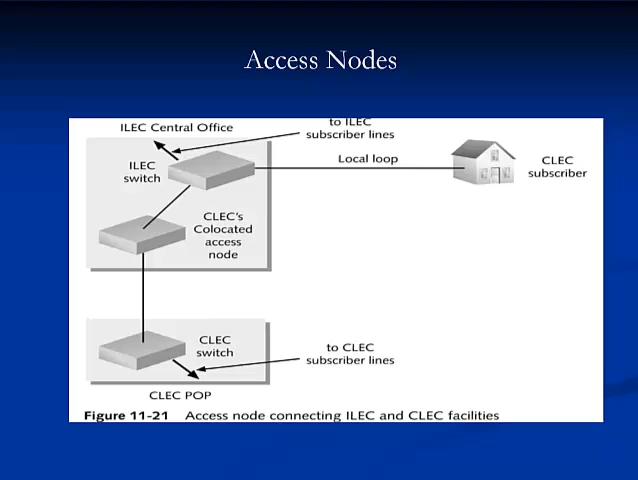 Access Nodes
ILEC Central Office
to ILEC
subscriber lines
ILEC
switch
Local loop
CLEC
subscriber
CLEC's
Colocated
access
node
CLEC
switch
to CLEC
subscriber lines
CLEC POP
Figure 11-21 Access node connecting ILEC and CLEC facilities